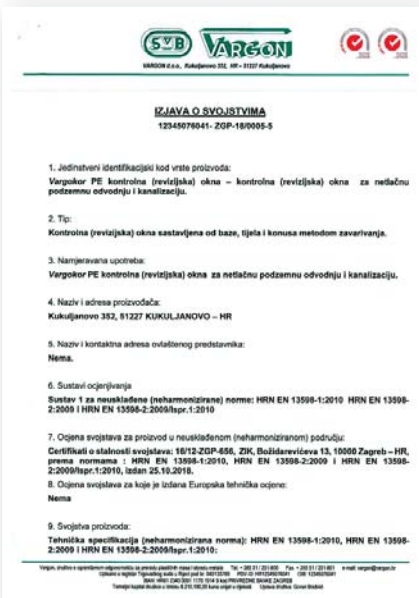 SVB VARGON
VARGON d.o.o., Kukuljanovo 352, HR - 51227 Kukuljanovo
IZJAVA O SVOJSTVIMA
12345076041- ZGP-18/0005-5
1. Jedinstveni identifikacijski kod vrste proizvoda:
Vargokor PE kontrolna (revizijska) okna – kontrolna (revizijska) okna za netlačnu
podzemnu odvodnju i kanalizaciju.
2. Tip:
Kontrolna (revizijska) okna sastavljena od baze, tijela i konusa metodom zavarivanja.
3. Namjeravana upotreba:
Vargokor PE kontrolna (revizijska) okna za netlačnu podzemnu odvodnju i kanalizaciju.
4. Naziv i adresa proizvođača:
Kukuljanovo 352, 51227 KUKULJANOVO – HR
5. Naziv i kontaktna adresa ovlaštenog predstavnika:
Nema.
6. Sustavi ocjenjivanja
Sustav 1 za neusklađene (neharmonizirane) norme: HRN EN 13598-1:2010 HRN EN 13598-
2:2009 i HRN EN 13598-2:2009/Ispr.1:2010
7. Ocjena svojstava za proizvod u neusklađenom (neharmoniziranom) području:
Certifikati o stalnosti svojstava: 16/12-ZGP-656, ZIK, Božidarevićeva 13, 10000 Zagreb – HR,
prema normama : HRN EN 13598-1:2010, HRN EN 13598-2:2009 i HRN EN 13598-
2:2009/Ispr.1:2010, izdan 25.10.2018.
8. Ocjena svojstava za koje je izdana Europska tehnička ocjene:
Nema
9. Svojstva proizvoda:
Tehnička specifikacija (neharmonizirana norma): HRN EN 13598-1:2010, HRN EN 13598-
2:2009 i HRN EN 13598-2:2009/Ispr.1:2010: